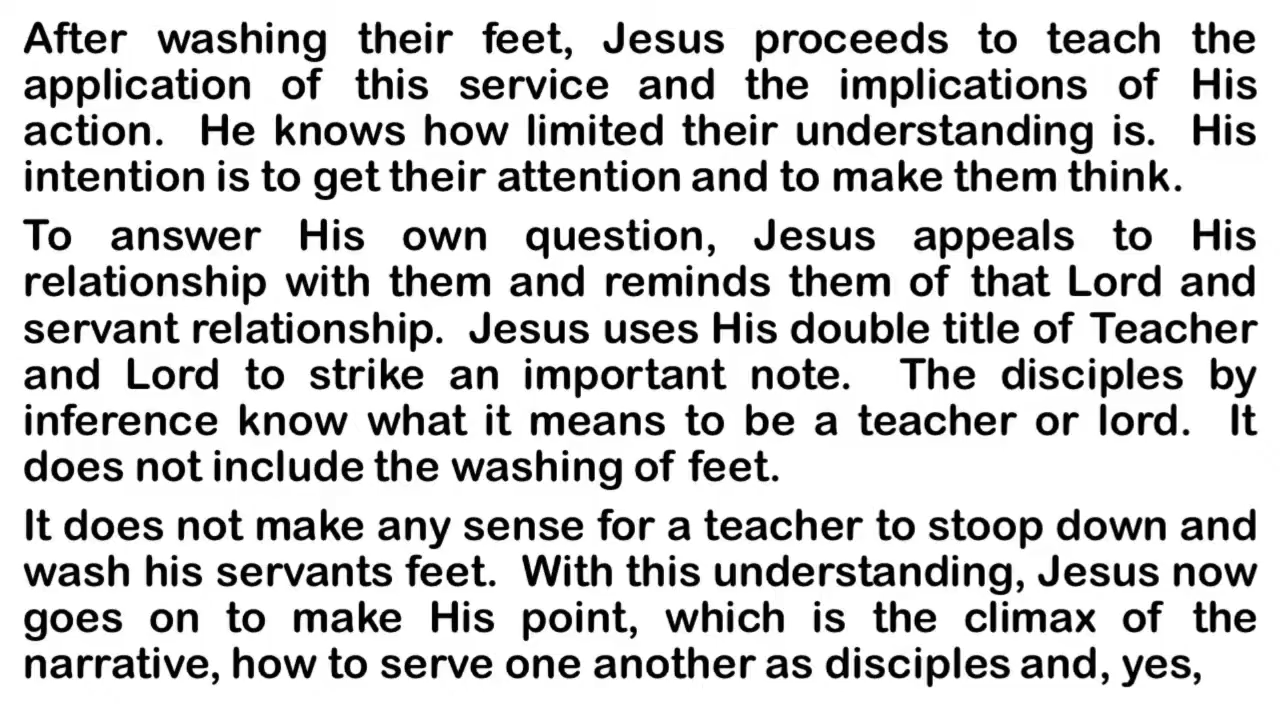 After washing their feet, Jesus proceeds to teach the
application of this service and the implications of His
action. He knows how limited their understanding is. His
intention is to get their attention and to make them think.
To answer His own question, Jesus appeals to His
relationship with them and reminds them of that Lord and
servant relationship. Jesus uses His double title of Teacher
and Lord to strike an important note. The disciples by
inference know what it means to be a teacher or lord. It
does not include the washing of feet.
It does not make any sense for a teacher to stoop down and
wash his servants feet. With this understanding, Jesus now
goes on to make His point, which is the climax of the
narrative, how to serve one another as disciples and, yes,